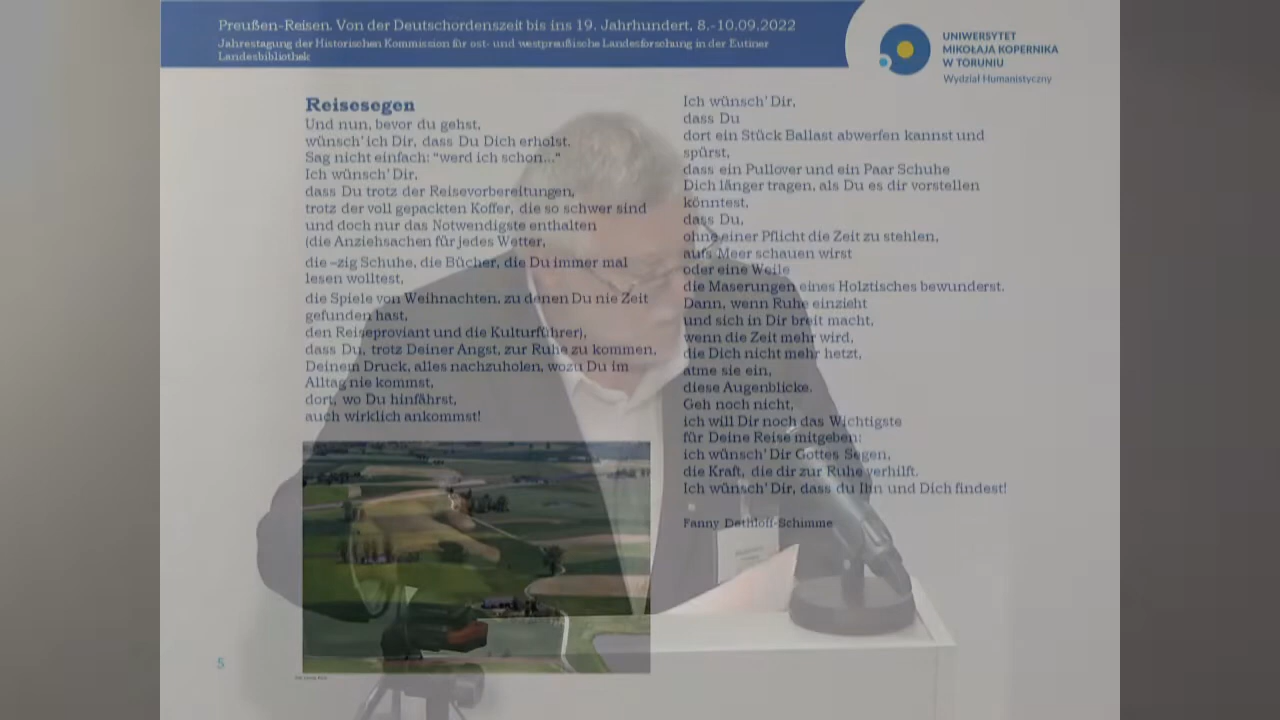 Preußen-Reisen. Von der Deutschordenszeit bis ins 19. Jahrhundert, 8.-10.09.2022
Jahrestagung der Historischen Kommission für ost- und westpreußische Landesforschung in der Eutiner
Landesbibliothek
UNIWERSYTET
MIKOŁAJA KOPERNIKA
W TORUNIU
Wydział Humanistyczny
Reisesegen
Und nun, bevor du gehst,
wünsch' ich Dir, dass Du Dich erholst.
Sag nicht einfach: "werd ich schon..."
Ich wünsch' Dir,
dass Du trotz der Reisevorbereitungen,
trotz der voll gepackten Koffer, die so schwer sind
und doch nur das Notwendigste enthalten
(die Anziehsachen für jedes Wetter,
die –zig Schuhe, die Bücher, die Du immer mal
lesen wolltest,
die Spiele von Weihnachten, zu denen Du nie Zeit
gefunden hast,
den Reiseproviant und die Kulturführer),
dass Du, trotz Deiner Angst, zur Ruhe zu kommen,
Deinem Druck, alles nachzuholen, wozu Du im
Alltag nie kommst,
dort, wo Du hinfährst,
auch wirklich ankommst!
Ich wünsch' Dir,
dass Du
dort ein Stück Ballast abwerfen kannst und
spürst,
dass ein Pullover und ein Paar Schuhe
Dich länger tragen, als Du es dir vorstellen
könntest,
dass Du,
ohne einer Pflicht die Zeit zu stehlen,
aufs Meer schauen wirst
oder eine Weile
die Maserungen eines Holztisches bewunderst.
Dann, wenn Ruhe einzieht
und sich in Dir breit macht,
wenn die Zeit mehr wird,
die Dich nicht mehr hetzt,
atme sie ein,
diese Augenblicke.
Geh noch nicht,
ich will Dir noch das Wichtigste
für Deine Reise mitgeben:
ich wünsch' Dir Gottes Segen,
die Kraft, die dir zur Ruhe verhilft.
Ich wünsch' Dir, dass du Ihn und Dich findest!
Fanny Dethloff-Schimme
5